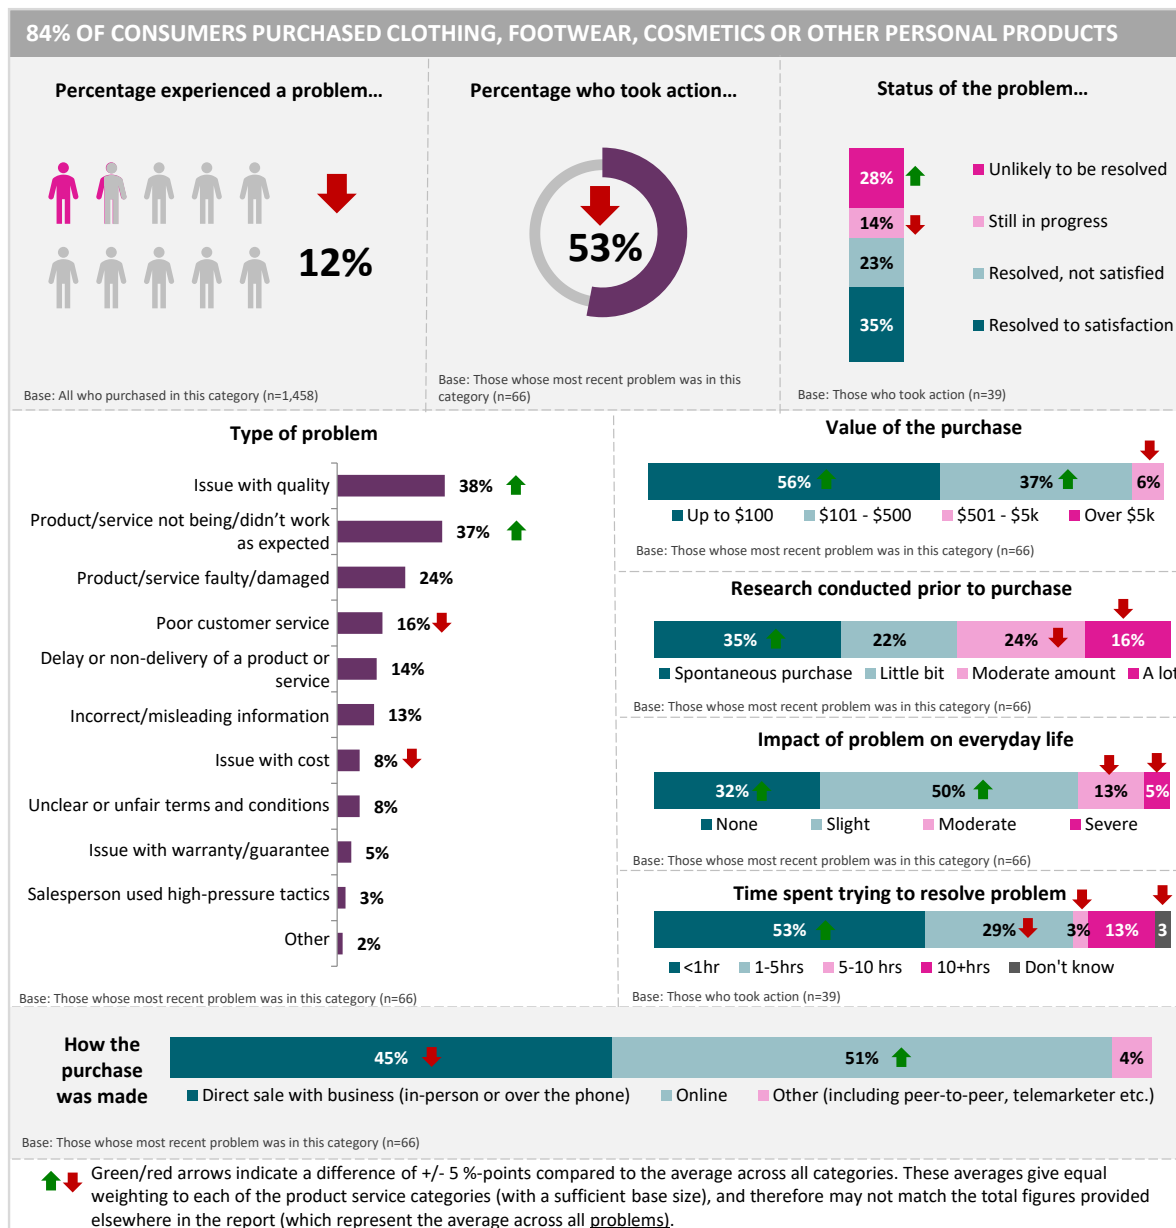 84% OF CONSUMERS PURCHASED CLOTHING, FOOTWEAR, COSMETICS OR OTHER PERSONAL PRODUCTS
Percentage experienced a problem...
12%
Base: All who purchased in this category (n=1,458)
Percentage who took action...
53%
Base: Those whose most recent problem was in this
category (n=66)
Status of the problem...
28%
14%
23%
35%
Unlikely to be resolved
Still in progress
Resolved, not satisfied
Resolved to satisfaction
Base: Those who took action (n=39)
Type of problem
Issue with quality 38%
Product/service not being/didn't work
as expected 37%
Product/service faulty/damaged 24%
Poor customer service 16%
Delay or non-delivery of a product or
service 14%
Incorrect/misleading information 13%
Issue with cost 8%
Unclear or unfair terms and conditions 8%
Issue with warranty/guarantee 5%
Salesperson used high-pressure tactics 3%
Other 2%
Base: Those whose most recent problem was in this category (n=66)
Value of the purchase
56% 37% 6%
Up to $100 $101 - $500 $501 - $5k Over $5k
Base: Those whose most recent problem was in this category (n=66)
Research conducted prior to purchase
35% 22% 24% 16%
Spontaneous purchase Little bit Moderate amount A lot
Base: Those whose most recent problem was in this category (n=66)
Impact of problem on everyday life
32% 50% 13% 5%
None Slight Moderate Severe
Base: Those whose most recent problem was in this category (n=66)
Time spent trying to resolve problem
53% 29% 3% 13% 3
<1hr 1-5hrs 5-10 hrs 10+hrs Don't know
Base: Those who took action (n=39)
How the
purchase
was made
45% 51% 4%
Direct sale with business (in-person or over the phone) Online Other (including peer-to-peer, telemarketer etc.)
Base: Those whose most recent problem was in this category (n=66)
Green/red arrows indicate a difference of +/- 5 %-points compared to the average across all categories. These averages give equal
weighting to each of the product service categories (with a sufficient base size), and therefore may not match the total figures provided
elsewhere in the report (which represent the average across all problems).